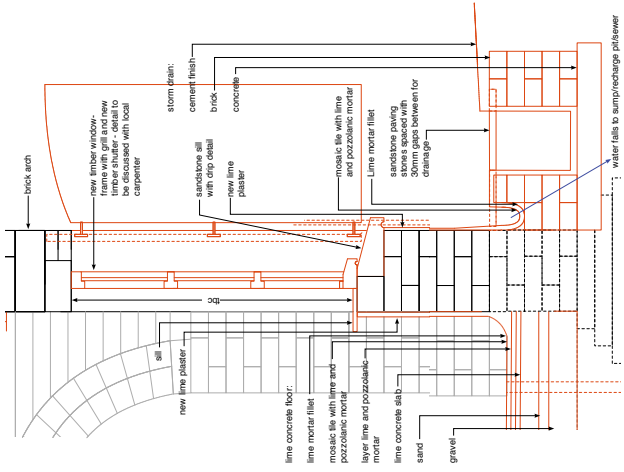 brick arch
new timber window-
frame with grill and new
timber shutter - detail to
be discussed with local
carpenter
storm drain:
cement finish
brick
concrete
sandstone sill
with drip detail
new lime
plaster
mosaic tile with lime
and pozzolanic mortar
Lime mortar fillet
sandstone paving
stones spaced with
30mm gaps between for
drainage
water falls to sump/recharge pit/sewer
tbc
sill
new lime plaster
lime concrete floor:
lime mortar fillet
mosaic tile with lime and
pozzolanic mortar
layer lime and pozzolanic
mortar
lime concrete slab
sand
gravel